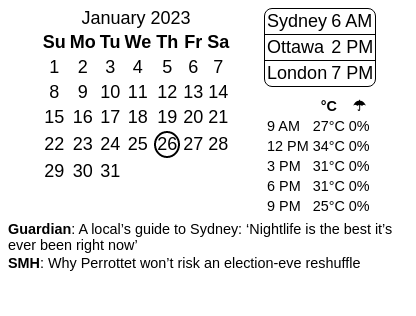 January 2023
Su Mo Tu We Th Fr Sa
1 2 3 4 5 6 7
8 9 10 11 12 13 14
15 16 17 18 19 20 21
22 23 24 25 26 27 28
29 30 31
Sydney 6 AM
Ottawa 2 PM
London 7 PM
°C ☂
9 AM 27°C 0%
12 PM 34°C 0%
3 PM 31°C 0%
6 PM 31°C 0%
9 PM 25°C 0%
Guardian: A local’s guide to Sydney: ‘Nightlife is the best it’s
ever been right now’
SMH: Why Perrottet won’t risk an election-eve reshuffle